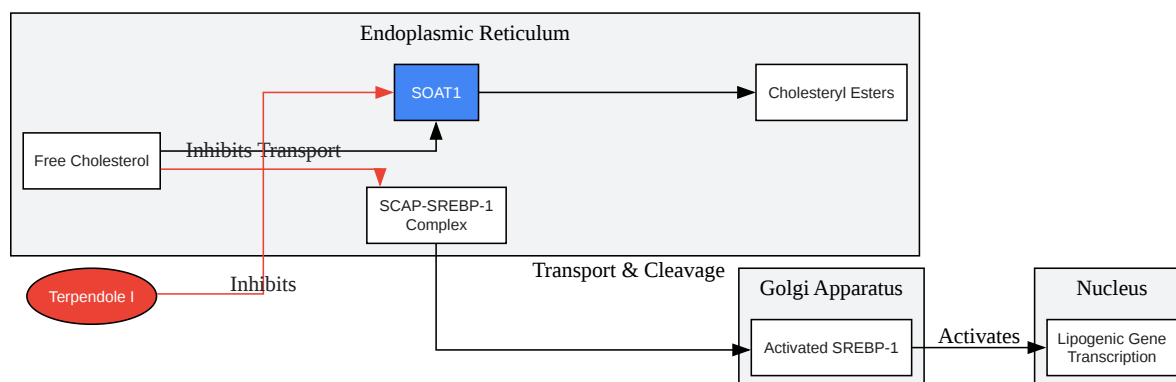 Endoplasmic Reticulum
SOAT1
Cholesteryl Esters
Free Cholesterol
Inhibits Transport
SCAP-SREBP-1
Complex
Terpendole I
Inhibits
Transport & Cleavage
Golgi Apparatus
Nucleus
Activated SREBP-1
Activates
Lipogenic Gene
Transcription